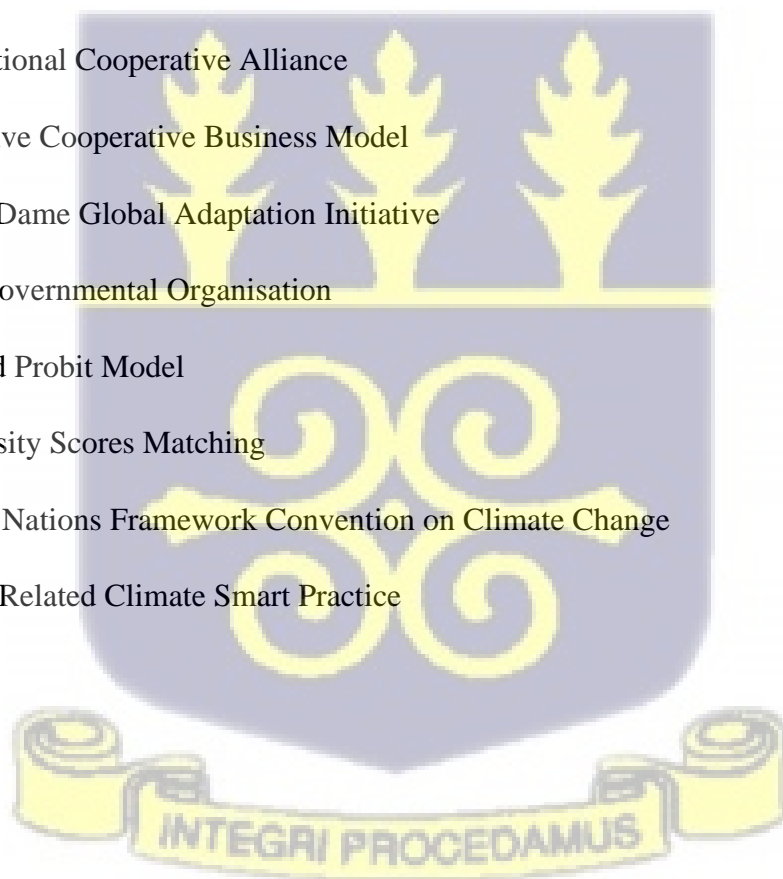 tional Cooperative Alliance
ve Cooperative Business Model
Dame Global Adaptation Initiative
overnmental Organisation
d Probit Model
sity Scores Matching
Nations Framework Convention on Climate Change
Related Climate Smart Practice
INTEGRI PROCEDAMUS